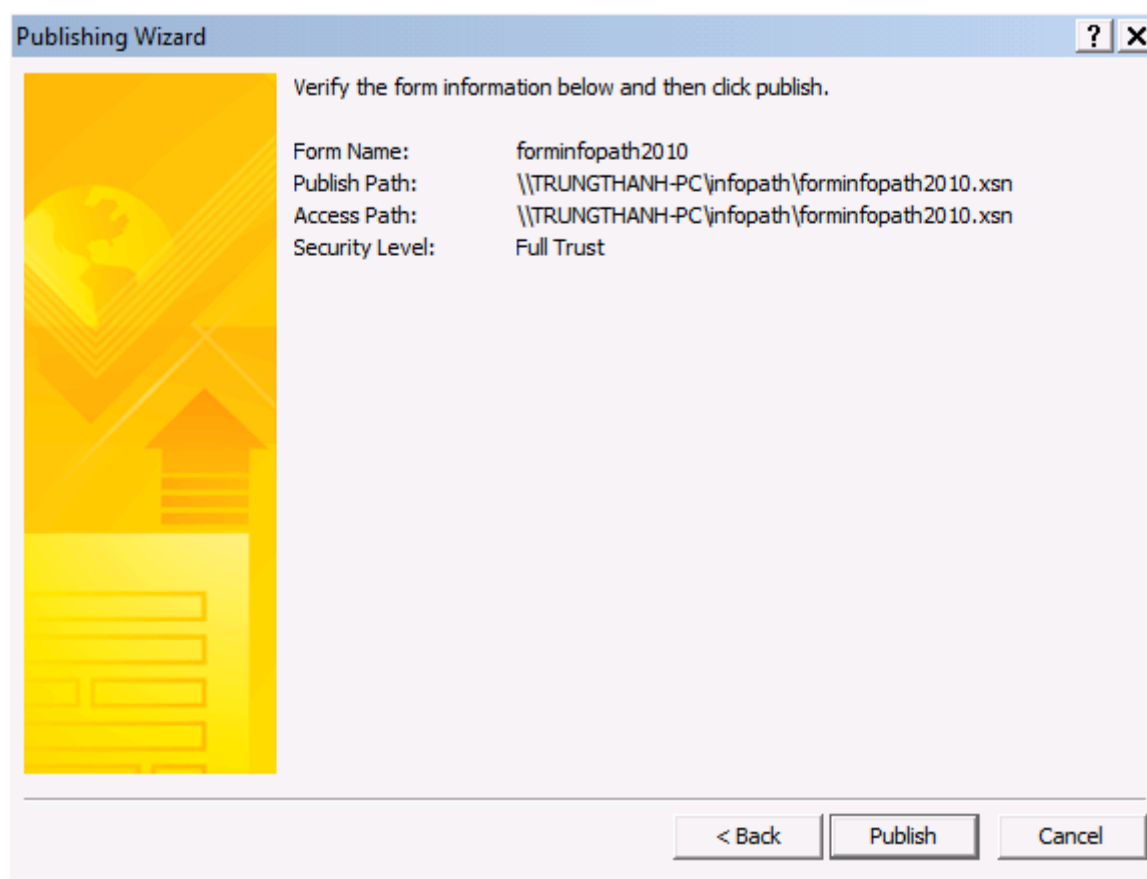 Publishing Wizard
? X
Verify the form information below and then click publish.
Form Name: forminfopath2010
Publish Path: \\TRUNGTHANH-PC\infopath\forminfopath2010.xsn
Access Path: \\TRUNGTHANH-PC\infopath\forminfopath2010.xsn
Security Level: Full Trust
< Back Publish Cancel